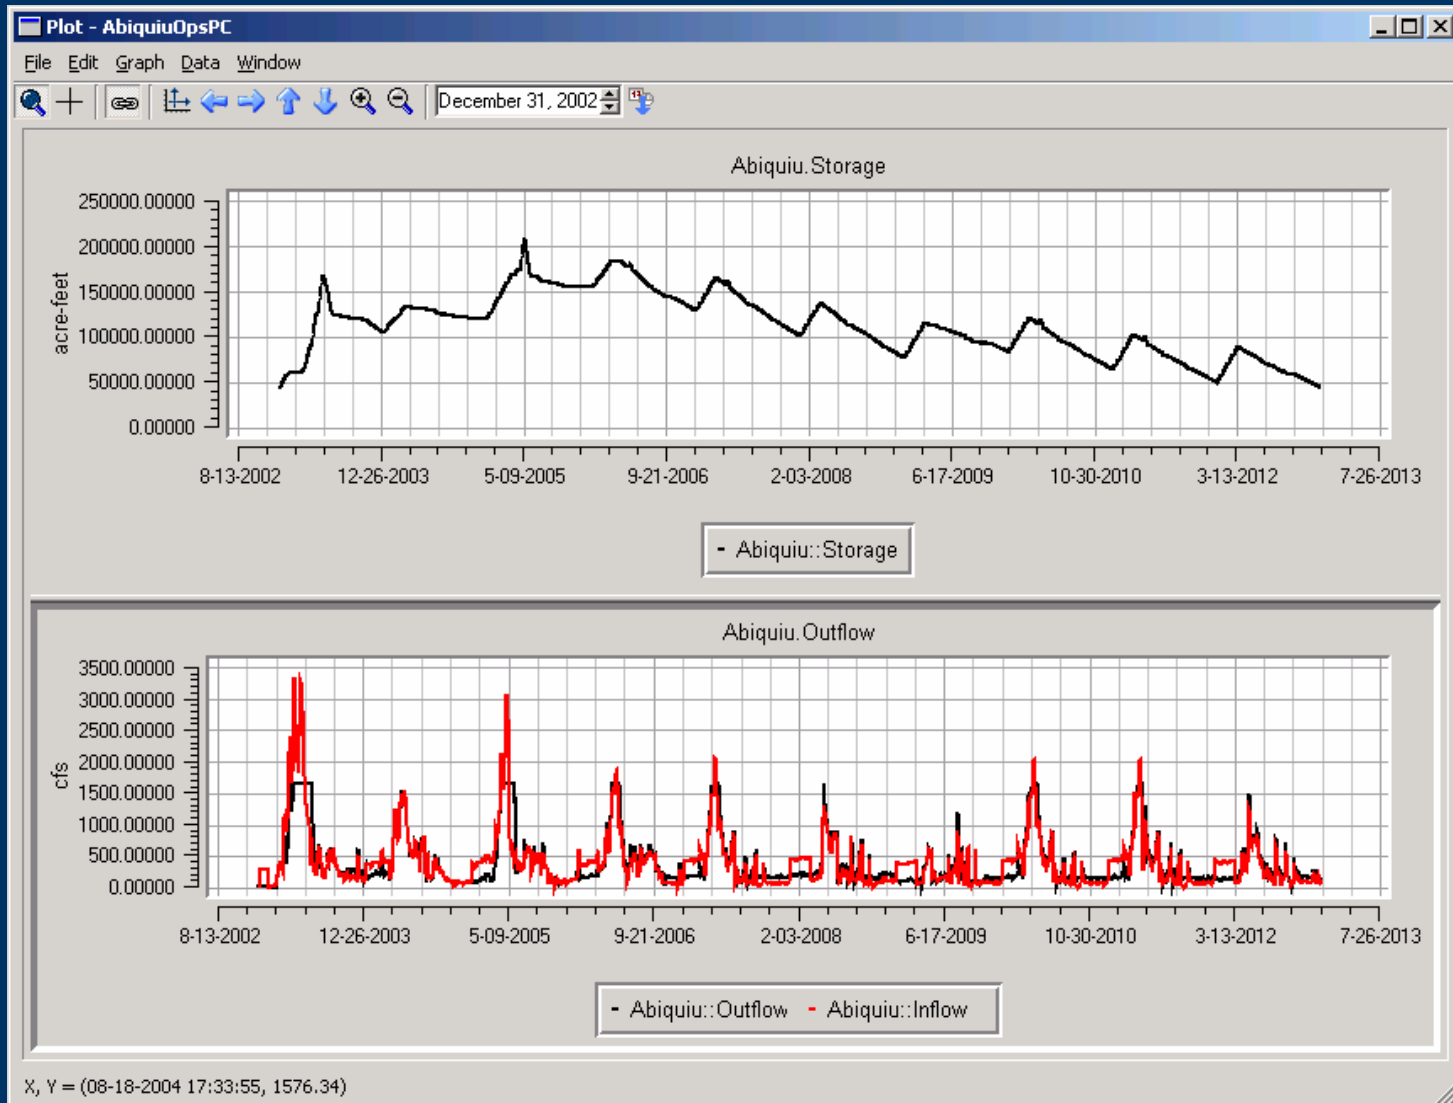 Plot - AbiquiuOpsPC
File Edit Graph Data Window
December 31, 2002
Abiquiu.Storage
250000.00000
200000.00000
150000.00000
100000.00000
50000.00000
0.00000
acre-feet
8-13-2002 12-26-2003 5-09-2005 9-21-2006 2-03-2008 6-17-2009 10-30-2010 3-13-2012 7-26-2013
- Abiquiu::Storage
Abiquiu.Outflow
3500.00000
3000.00000
2500.00000
2000.00000
1500.00000
1000.00000
500.00000
0.00000
cfs
8-13-2002 12-26-2003 5-09-2005 9-21-2006 2-03-2008 6-17-2009 10-30-2010 3-13-2012 7-26-2013
- Abiquiu::Outflow - Abiquiu::Inflow
X, Y = (08-18-2004 17:33:55, 1576.34)